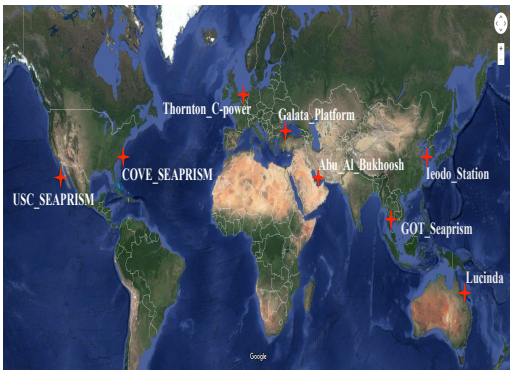 Thornton_C-power
Galata_Platform
COVE_SEAPRISM
Abu_Al_Bukhoosh
Ieodo_Station
USC_SEAPRISM
GOT_Seaprism
Lucinda
Google